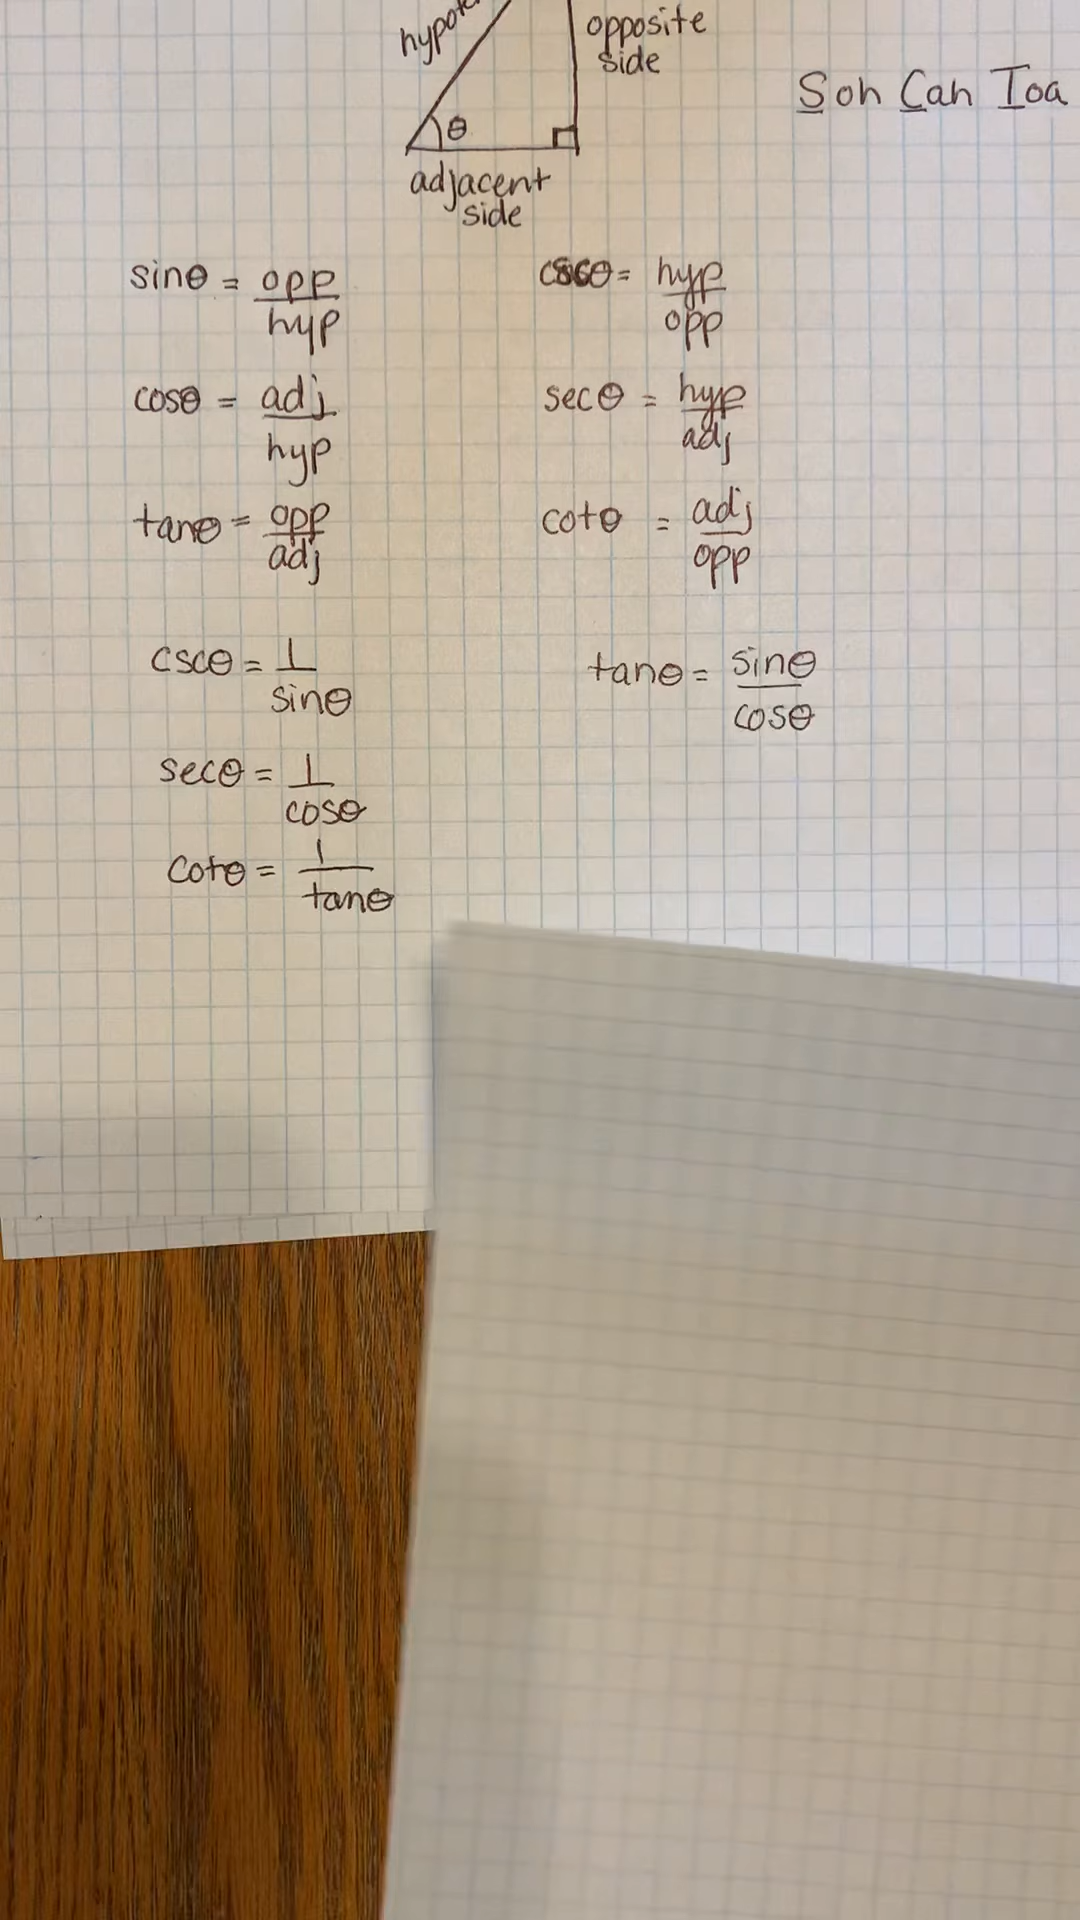 opposite
side
Soh Cah Toa
θ
adjacent
side
sinθ = opp/hyp
cscθ = hyp/opp
cosθ = adj/hyp
secθ = hyp/adj
tanθ = opp/adj
cotθ = adj/opp
cscθ = 1/sinθ
tanθ = sinθ/cosθ
secθ = 1/cosθ
cotθ = 1/tanθ